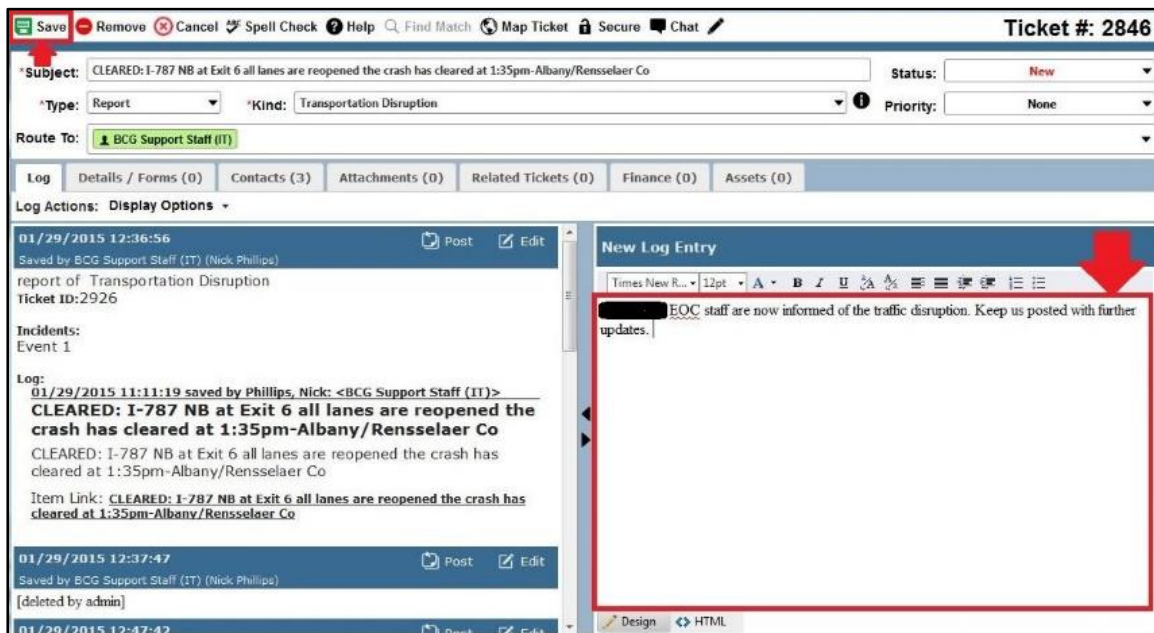 Save Remove Cancel Spell Check Help Find Match Map Ticket Secure Chat Ticket #: 2846
*Subject: CLEARED: I-787 NB at Exit 6 all lanes are reopened the crash has cleared at 1:35pm-Albany/Rensselaer Co Status: New
*Type: Report *Kind: Transportation Disruption Priority: None
Route To: BCG Support Staff (IT)
Log Details / Forms (0) Contacts (3) Attachments (0) Related Tickets (0) Finance (0) Assets (0)
Log Actions: Display Options
01/29/2015 12:36:56 Post Edit
Saved by BCG Support Staff (IT) (Nick Phillips)
report of Transportation Disruption
Ticket ID:2926
Incidents:
Event 1
Log:
01/29/2015 11:11:19 saved by Phillips, Nick: <BCG Support Staff (IT)>
CLEARED: I-787 NB at Exit 6 all lanes are reopened the
crash has cleared at 1:35pm-Albany/Rensselaer Co
CLEARED: I-787 NB at Exit 6 all lanes are reopened the crash has
cleared at 1:35pm-Albany/Rensselaer Co
Item Link: CLEARED: I-787 NB at Exit 6 all lanes are reopened the crash has
cleared at 1:35pm-Albany/Rensselaer Co
01/29/2015 12:37:47 Post Edit
Saved by BCG Support Staff (IT) (Nick Phillips)
[deleted by admin]
01/29/2015 12:47:42 Post Edit
New Log Entry
Times New R... 12pt A B I U
EOC staff are now informed of the traffic disruption. Keep us posted with further
updates.
Design HTML